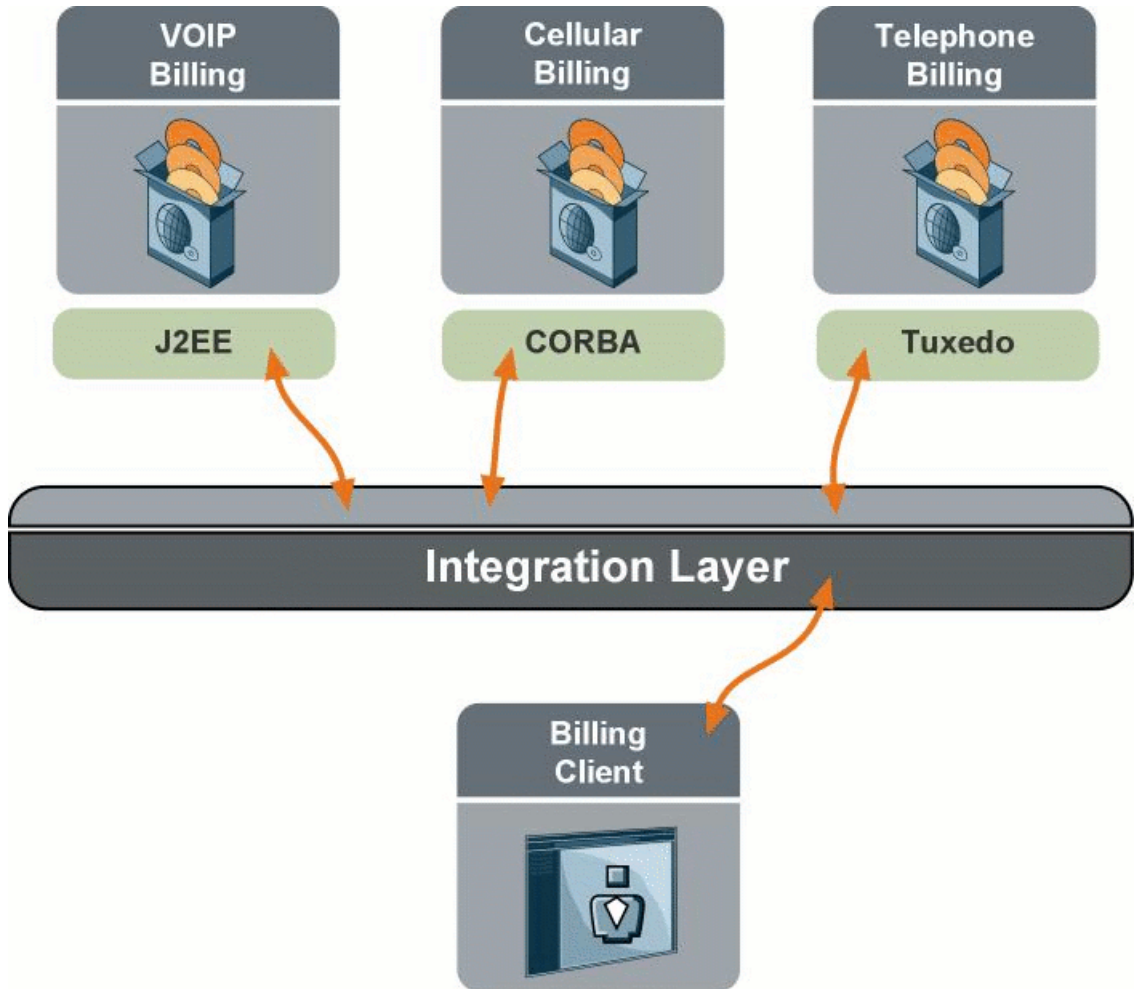 VOIP
Billing
Cellular
Billing
Telephone
Billing
J2EE
CORBA
Tuxedo
Integration Layer
Billing
Client